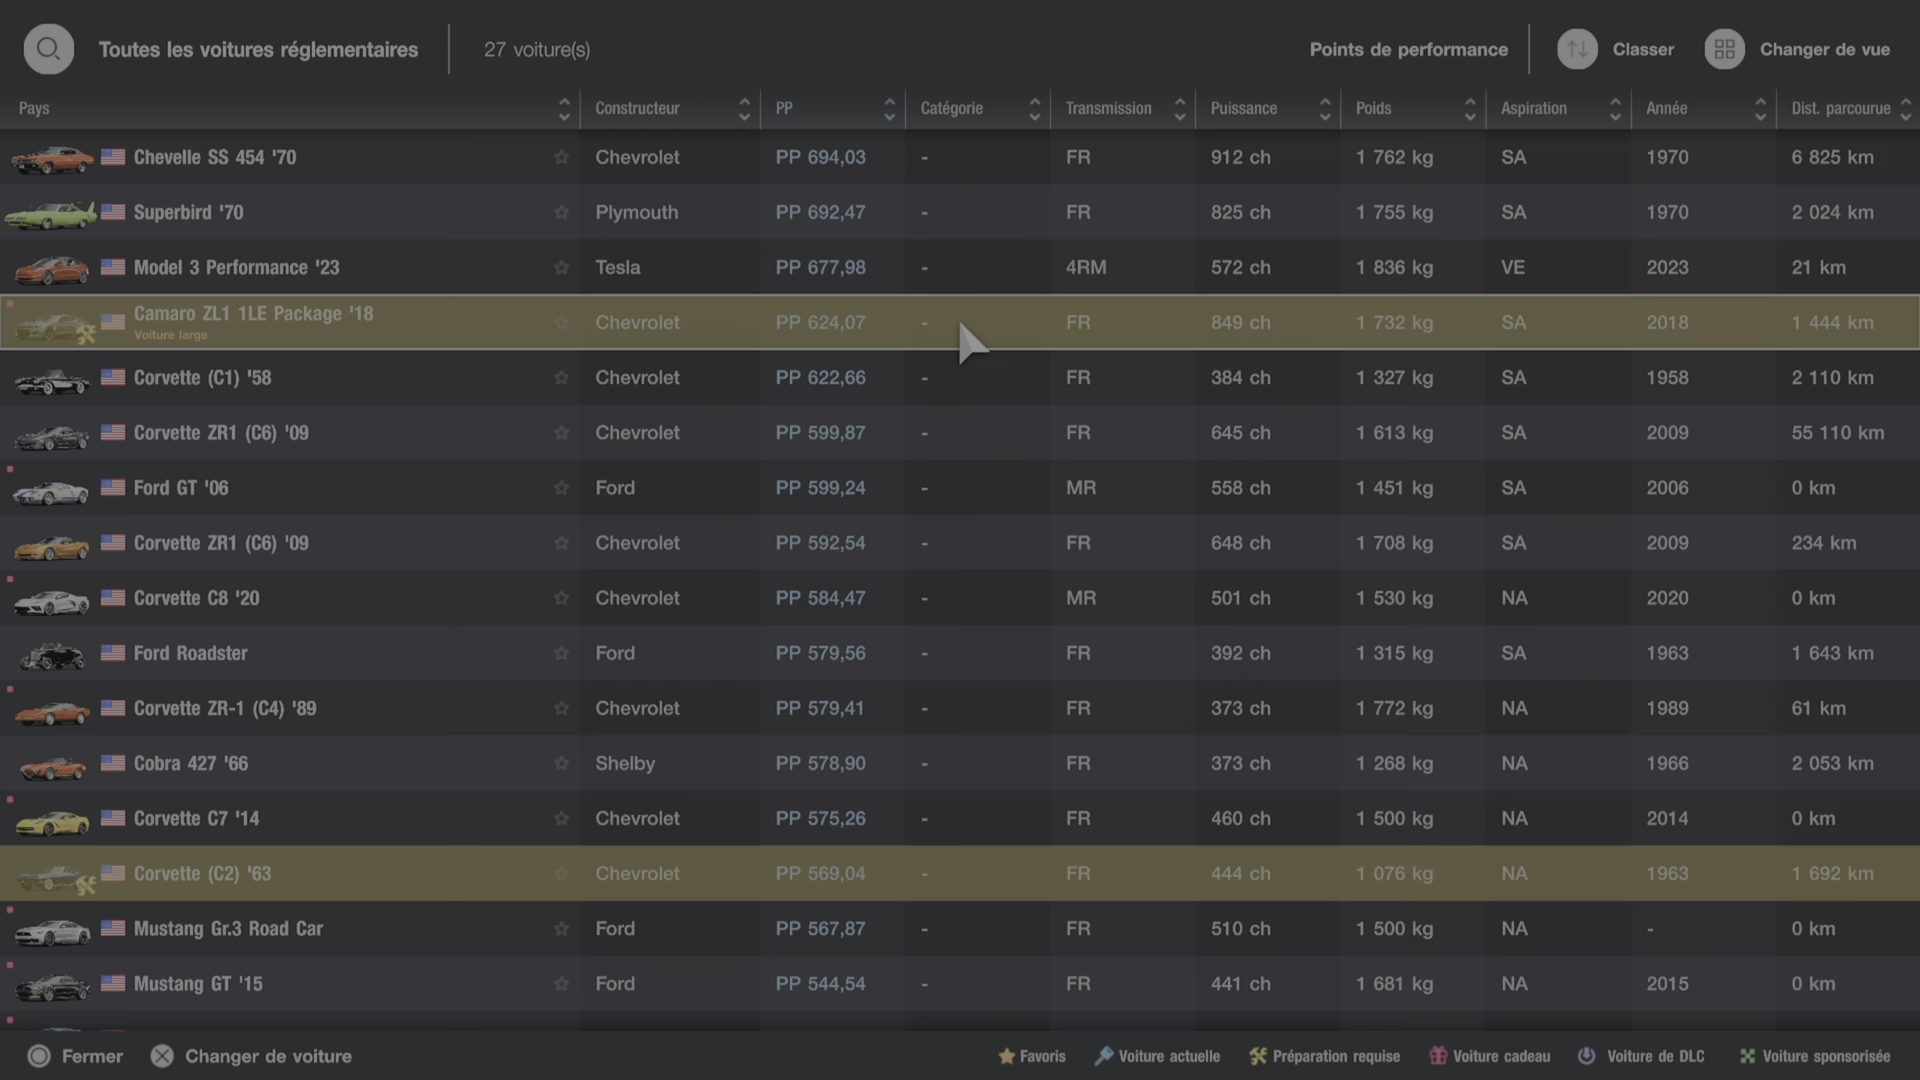 Toutes les voitures réglementaires 27 voiture(s) Points de performance Classer Changer de vue
Pays Constructeur PP Catégorie Transmission Puissance Poids Aspiration Année Dist. parcourue
Chevelle SS 454 '70 Chevrolet PP 694,03 - FR 912 ch 1 762 kg SA 1970 6 825 km
Superbird '70 Plymouth PP 692,47 - FR 825 ch 1 755 kg SA 1970 2 024 km
Model 3 Performance '23 Tesla PP 677,98 - 4RM 572 ch 1 836 kg VE 2023 21 km
Camaro ZL1 1LE Package '18 Chevrolet PP 624,07 - FR 849 ch 1 732 kg SA 2018 1 444 km
Voiture large
Corvette (C1) '58 Chevrolet PP 622,66 - FR 384 ch 1 327 kg SA 1958 2 110 km
Corvette ZR1 (C6) '09 Chevrolet PP 599,87 - FR 645 ch 1 613 kg SA 2009 55 110 km
Ford GT '06 Ford PP 599,24 - MR 558 ch 1 451 kg SA 2006 0 km
Corvette ZR1 (C6) '09 Chevrolet PP 592,54 - FR 648 ch 1 708 kg SA 2009 234 km
Corvette C8 '20 Chevrolet PP 584,47 - MR 501 ch 1 530 kg NA 2020 0 km
Ford Roadster Ford PP 579,56 - FR 392 ch 1 315 kg SA 1963 1 643 km
Corvette ZR-1 (C4) '89 Chevrolet PP 579,41 - FR 373 ch 1 772 kg NA 1989 61 km
Cobra 427 '66 Shelby PP 578,90 - FR 373 ch 1 268 kg NA 1966 2 053 km
Corvette C7 '14 Chevrolet PP 575,26 - FR 460 ch 1 500 kg NA 2014 0 km
Corvette (C2) '63 Chevrolet PP 569,04 - FR 444 ch 1 076 kg NA 1963 1 692 km
Mustang Gr.3 Road Car Ford PP 567,87 - FR 510 ch 1 500 kg NA - 0 km
Mustang GT '15 Ford PP 544,54 - FR 441 ch 1 681 kg NA 2015 0 km
Fermer Changer de voiture Favoris Voiture actuelle Préparation requise Voiture cadeau Voiture de DLC Voiture sponsorisée